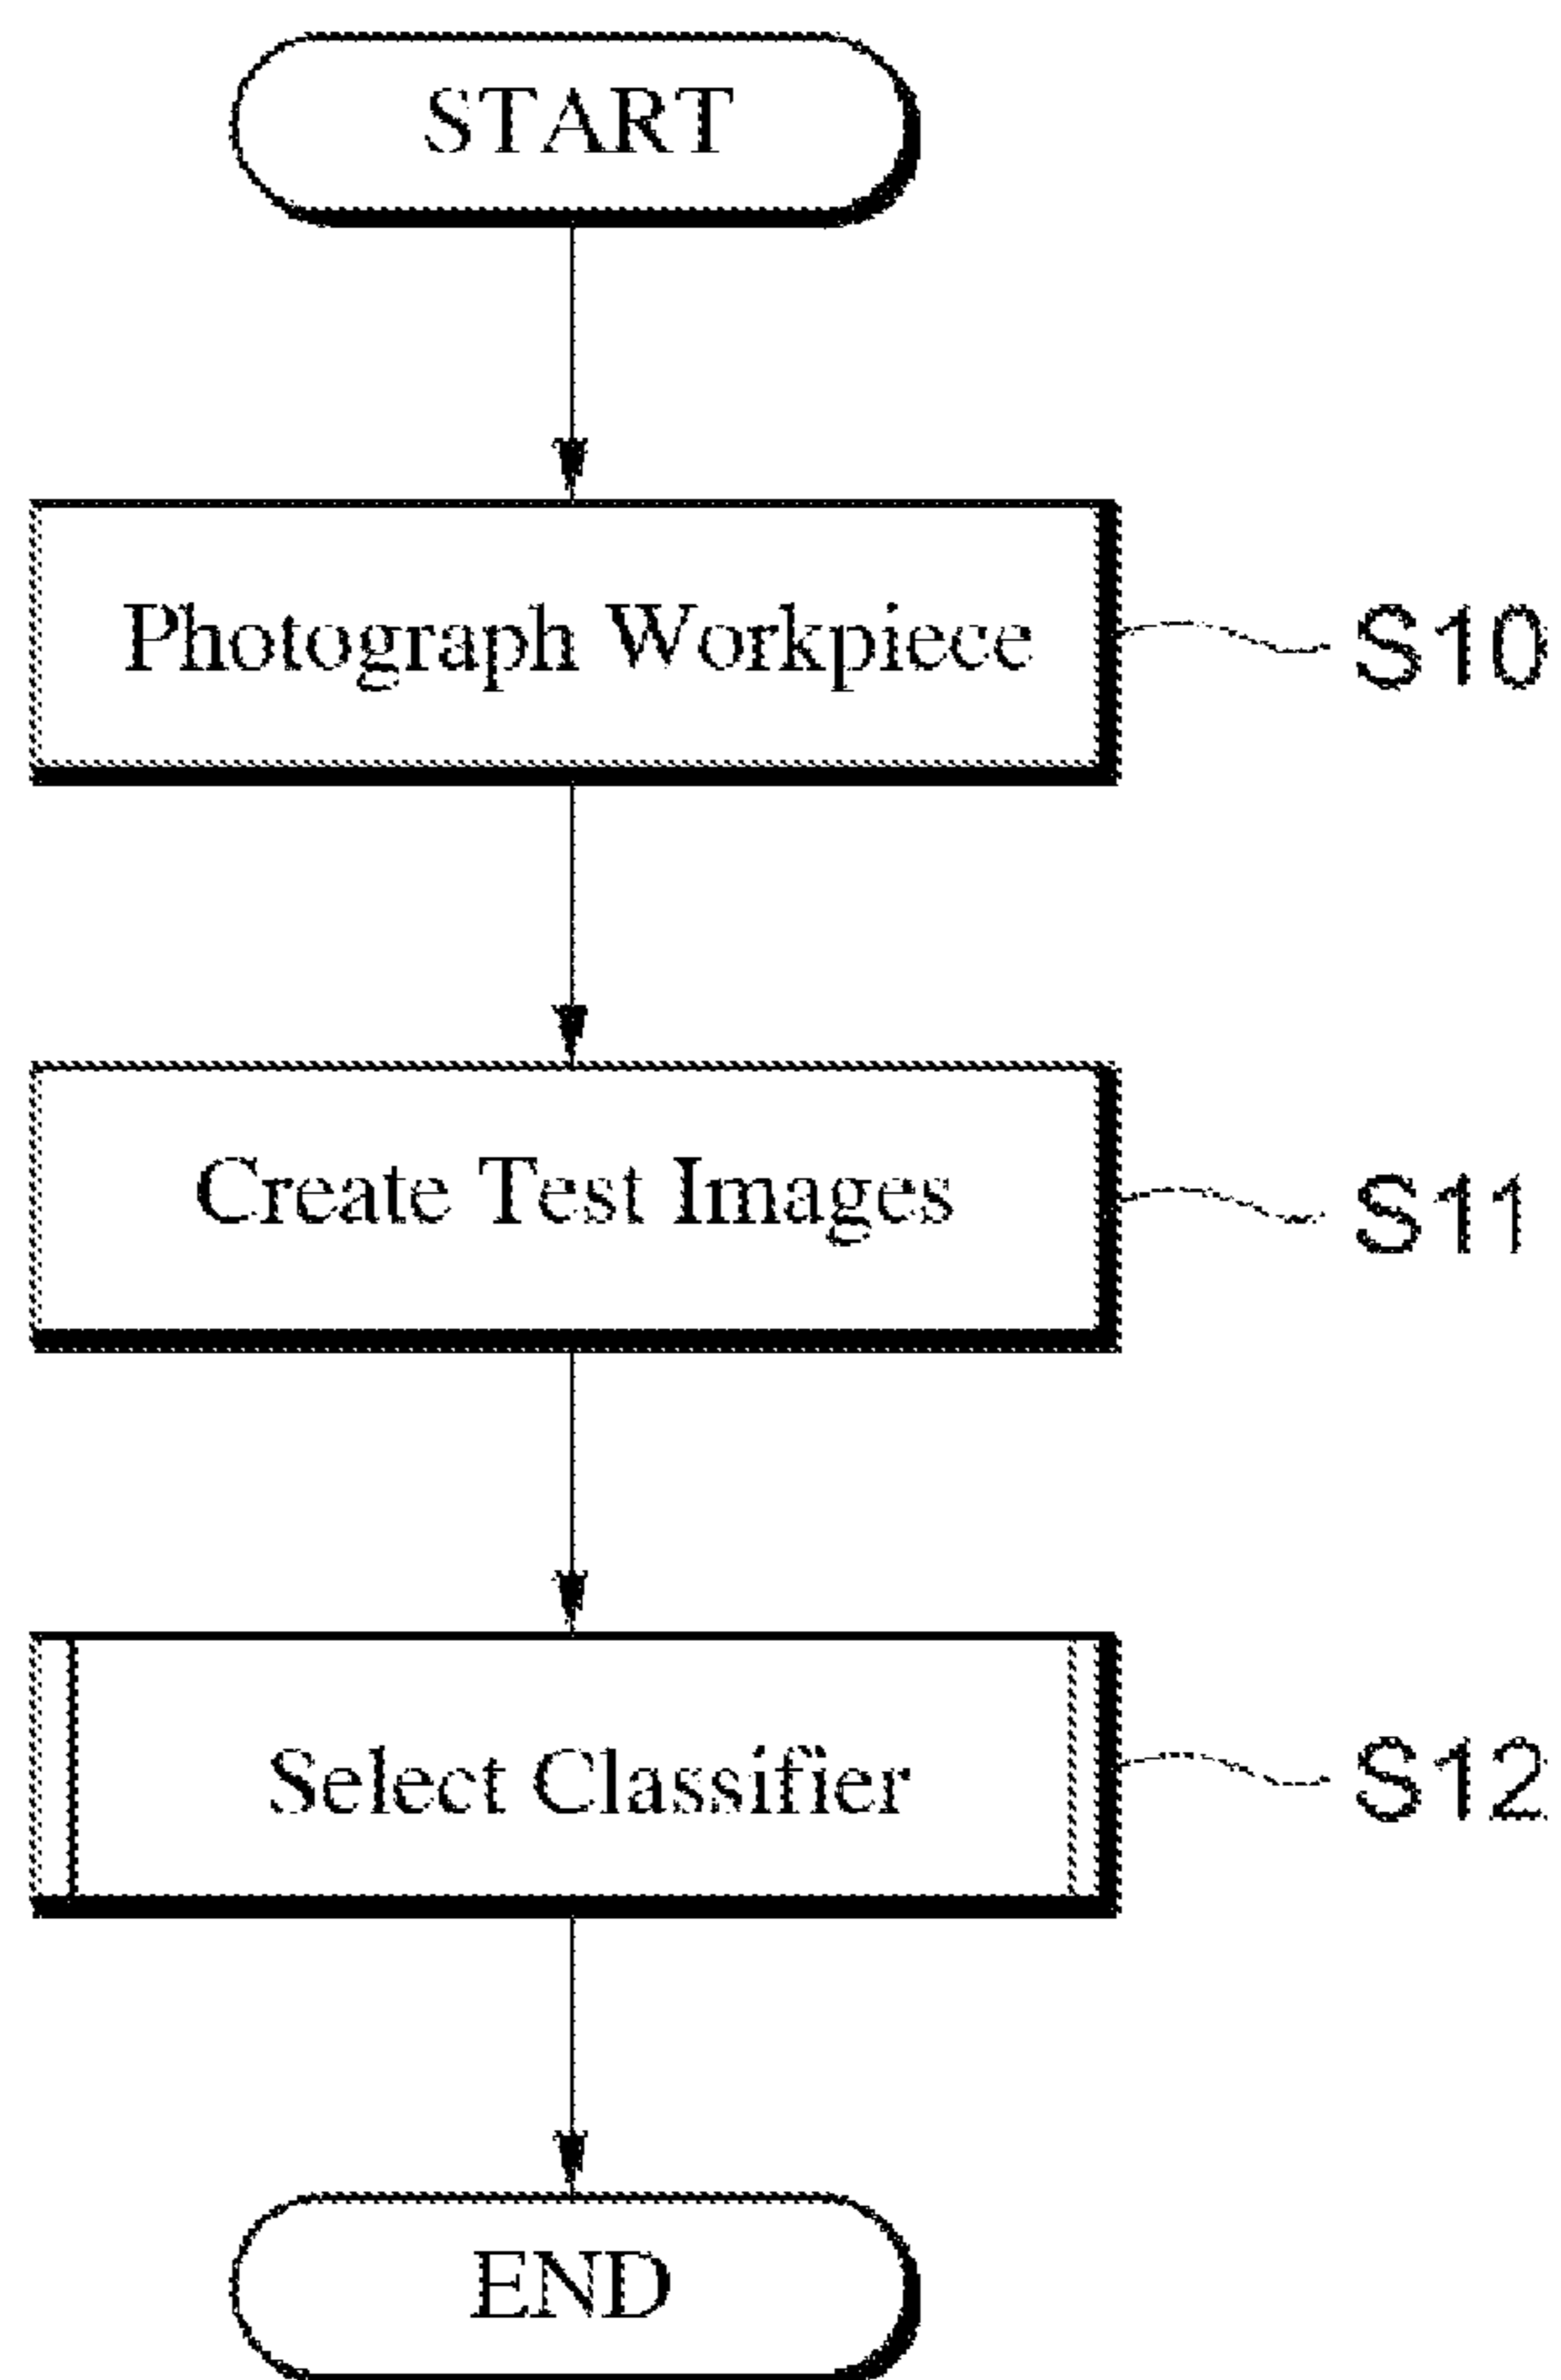 START
Photograph Workpiece
S10
Create Test Images
S11
Select Classifier
S12
END